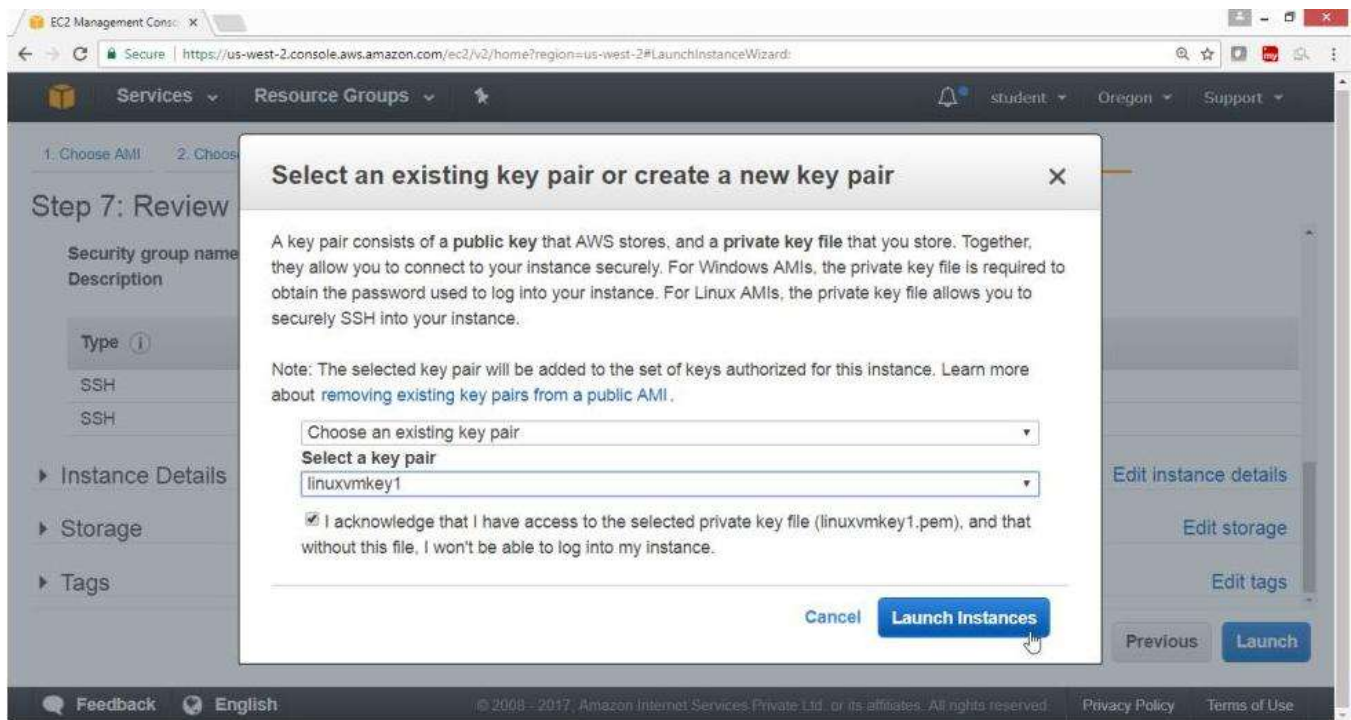 EC2 Management Conso
Secure https://us-west-2.console.aws.amazon.com/ec2/v2/home?region=us-west-2#LaunchInstanceWizard:
Services Resource Groups student Oregon Support
1. Choose AMI 2. Choos
Select an existing key pair or create a new key pair
Step 7: Review
A key pair consists of a public key that AWS stores, and a private key file that you store. Together,
they allow you to connect to your instance securely. For Windows AMIs, the private key file is required to
obtain the password used to log into your instance. For Linux AMIs, the private key file allows you to
securely SSH into your instance.
Security group name
Description
Type
SSH
SSH
Note: The selected key pair will be added to the set of keys authorized for this instance. Learn more
about removing existing key pairs from a public AMI.
Choose an existing key pair
Select a key pair
linuxvmkey1
I acknowledge that I have access to the selected private key file (linuxvmkey1.pem), and that
without this file, I won't be able to log into my instance.
Cancel Launch Instances
Instance Details Edit instance details
Storage Edit storage
Tags Edit tags
Previous Launch
Feedback English © 2008 - 2017, Amazon Internet Services Private Ltd. or its affiliates. All rights reserved. Privacy Policy Terms of Use